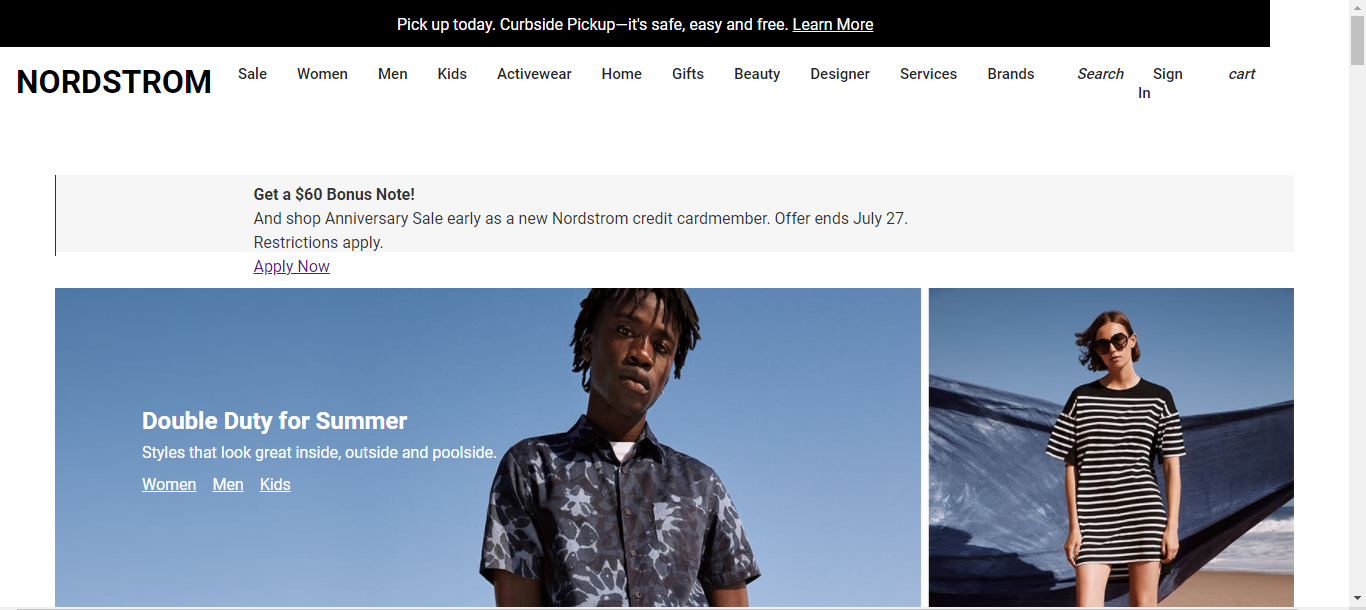 Pick up today. Curbside Pickup—it's safe, easy and free. Learn More
NORDSTROM Sale Women Men Kids Activewear Home Gifts Beauty Designer Services Brands Search Sign In cart
Get a $60 Bonus Note!
And shop Anniversary Sale early as a new Nordstrom credit cardmember. Offer ends July 27.
Restrictions apply.
Apply Now
Double Duty for Summer
Styles that look great inside, outside and poolside.
Women Men Kids